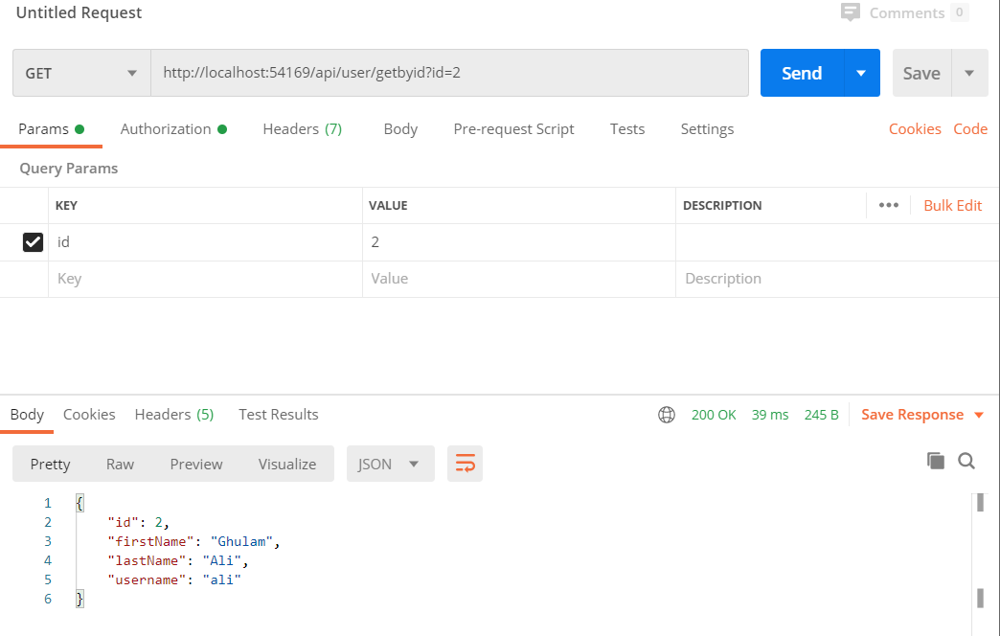 Untitled Request Comments 0
GET http://localhost:54169/api/user/getbyid?id=2 Send Save
Params Authorization Headers (7) Body Pre-request Script Tests Settings Cookies Code
Query Params
KEY VALUE DESCRIPTION ••• Bulk Edit
id 2
Key Value Description
Body Cookies Headers (5) Test Results 200 OK 39 ms 245 B Save Response
Pretty Raw Preview Visualize JSON
1 {
2 "id": 2,
3 "firstName": "Ghulam",
4 "lastName": "Ali",
5 "username": "ali"
6 }